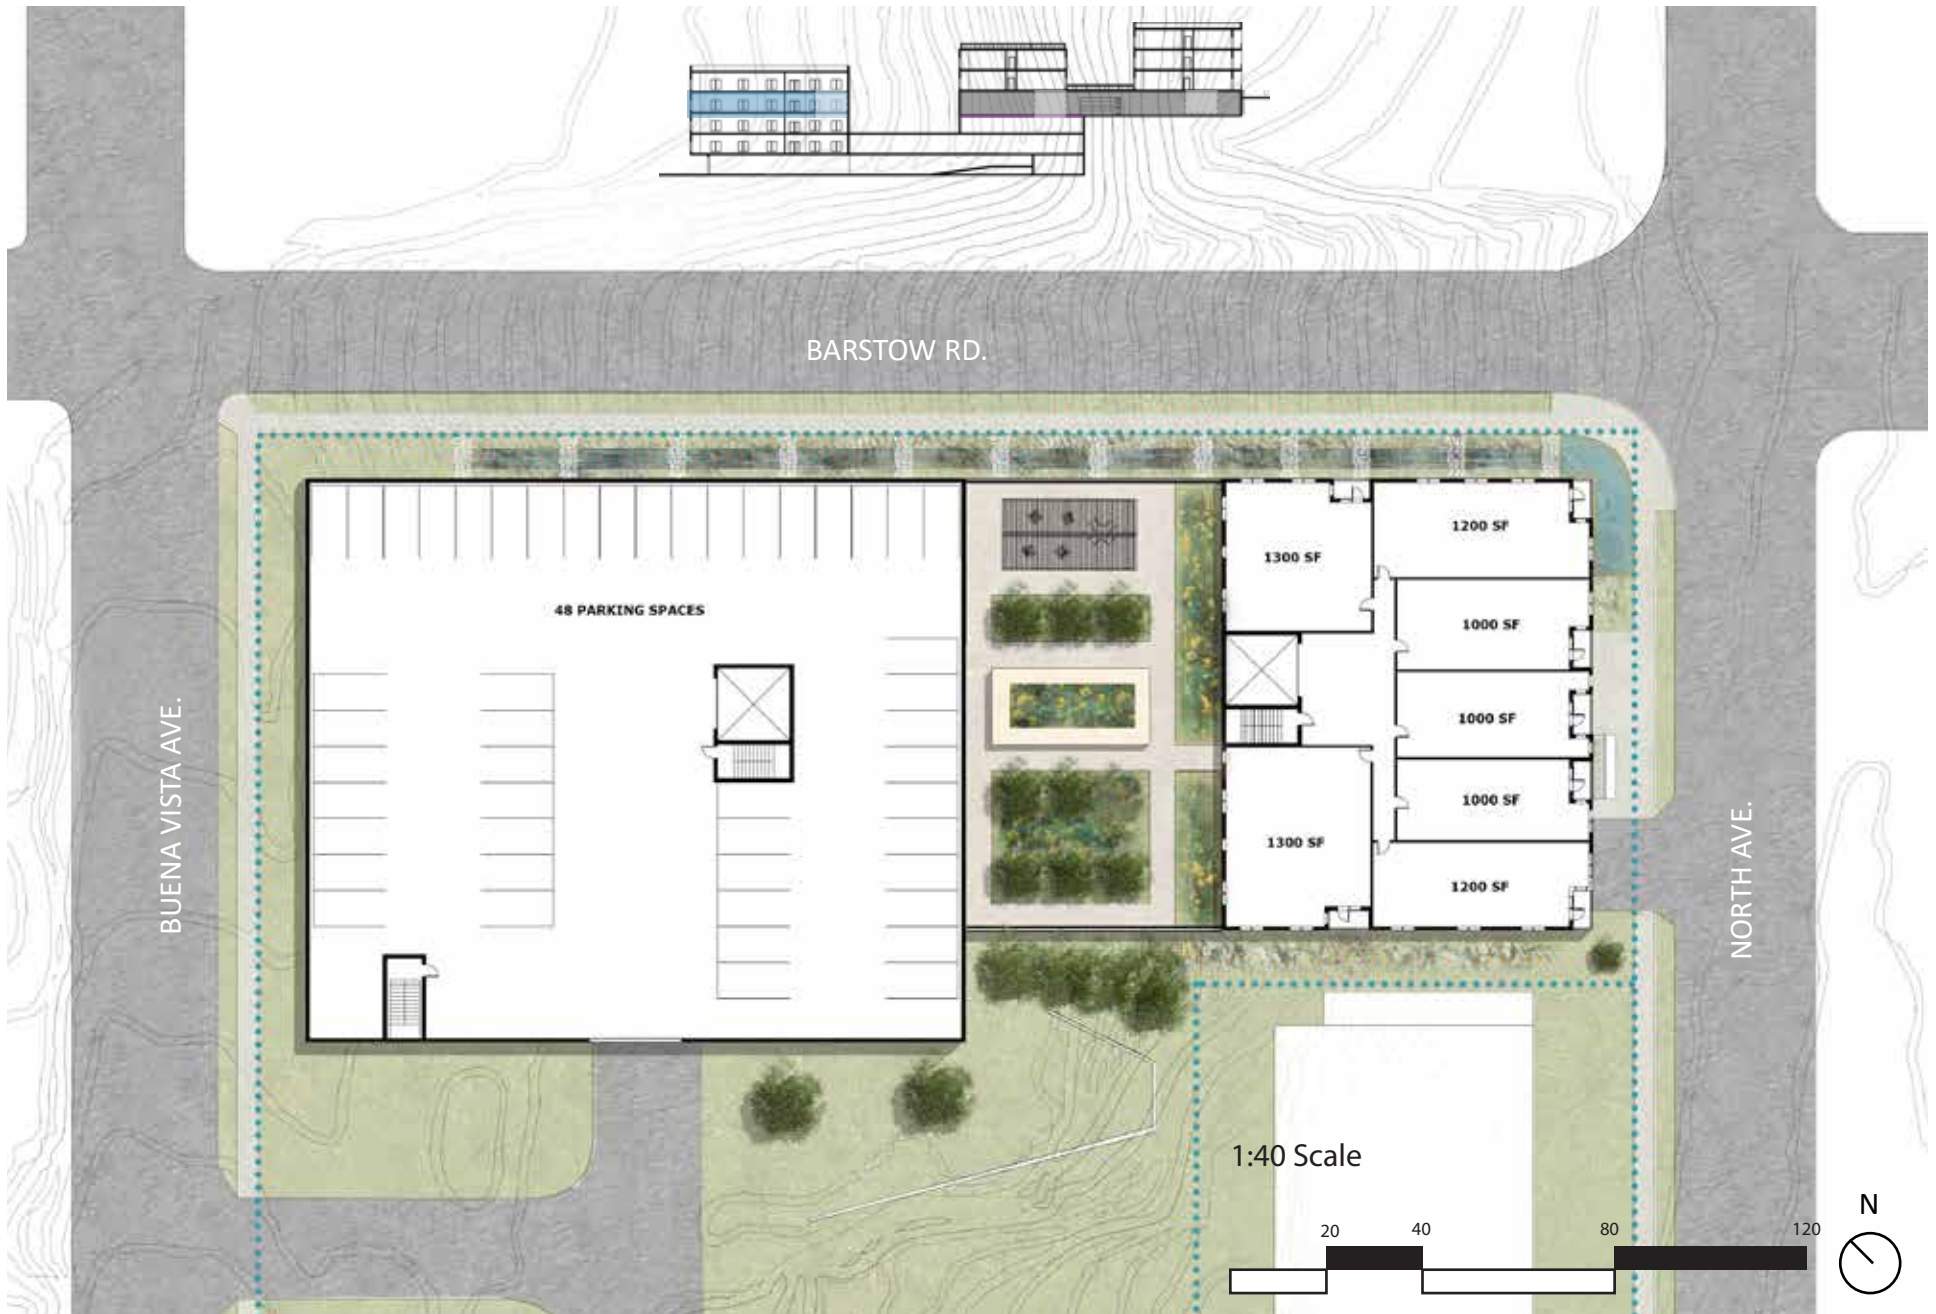 BARSTOW RD.
1200 SF
1300 SF
48 PARKING SPACES
1000 SF
BUENA VISTA AVE.
1000 SF
1000 SF
1300 SF
NORTH AVE.
1200 SF
1:40 Scale
N
20 40 80 120